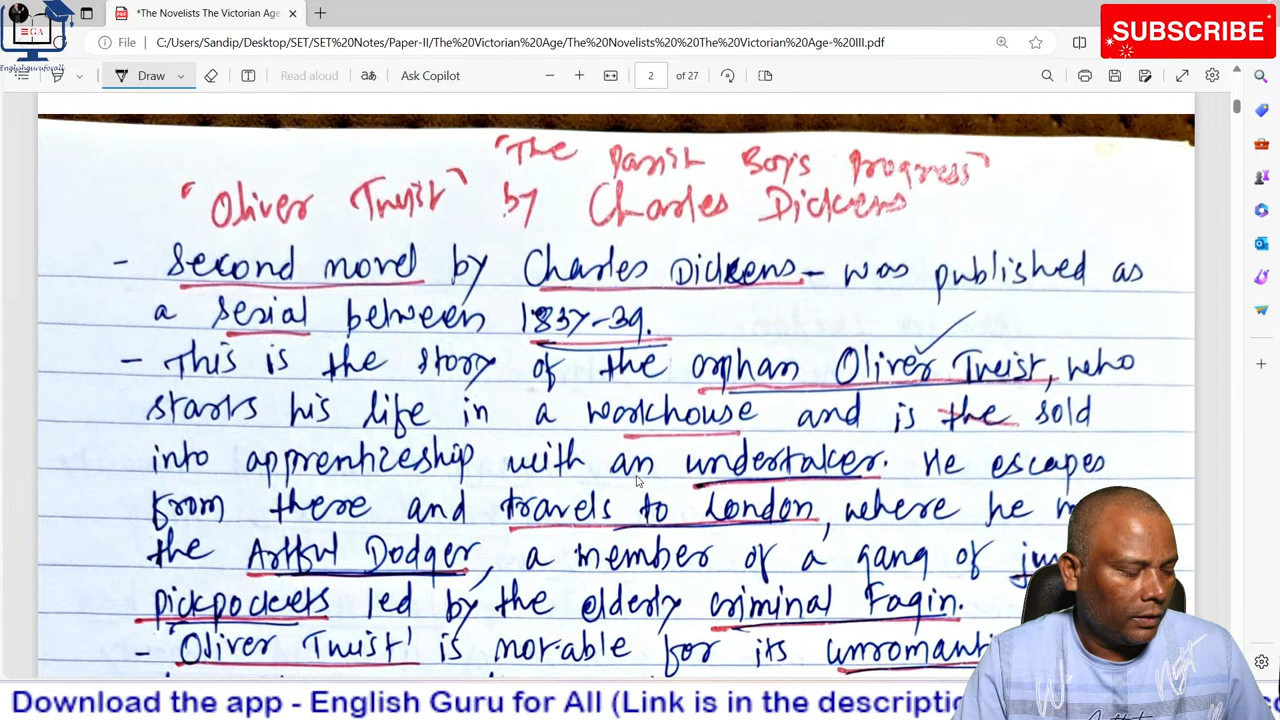 EGA
Englishguruforall
*The Novelists The Victorian Age
SUBSCRIBE
File
C:/Users/Sandip/Desktop/SET/SET%20Notes/Paper-II/The%20Victorian%20Age/The%20Novelists%20%20The%20Victorian%20Age-%20III.pdf
Draw
Read aloud
Ask Copilot
2
of 27
"The Parish Boy's Progress"
"Oliver Twist" by Charles Dickens
- Second novel by Charles Dickens - was published as
a serial between 1837-39.
- This is the story of the orphan Oliver Twist, who
starts his life in a workhouse and is the sold
into apprenticeship with an undertaker. He escapes
from there and travels to London, where he
the Artful Dodger, a member of a gang of
pickpockets led by the elderly criminal Fagin.
- 'Oliver Twist' is notable for its
Download the app - English Guru for All (Link is in the description